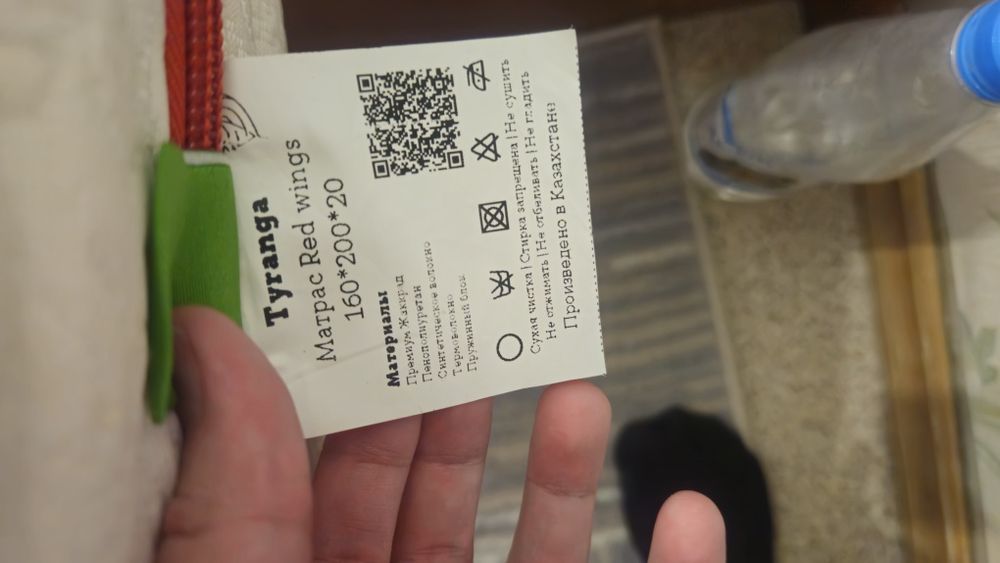 Tyranga
Матрас Red wings
160*200*20
Материалы
Премиум Жаккард
Пенополиуретан
Синтетическое волокно
Термоволокно
Пружинный блок
Сухая чистка | Стирка запрещена | Не сушить
Не отжимать | Не отбеливать | Не гладить
Произведено в Казахстане